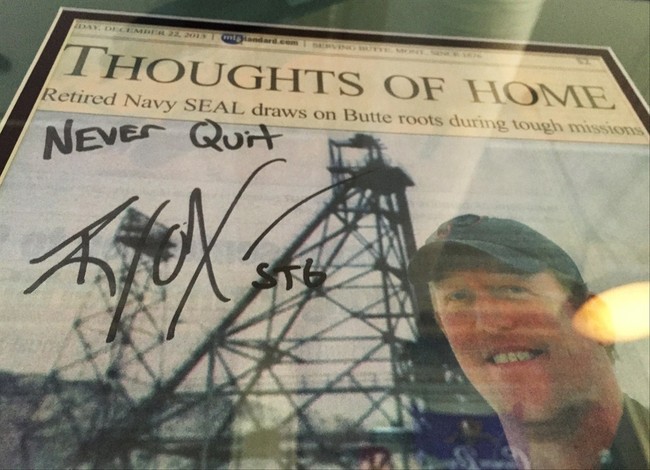 DAY, DECEMBER 22, 2013 | mtstandard.com | SERVING BUTTE, MONT., SINCE 1876 $2
THOUGHTS OF HOME
Retired Navy SEAL draws on Butte roots during tough missions
NEVER QUIT
ST6